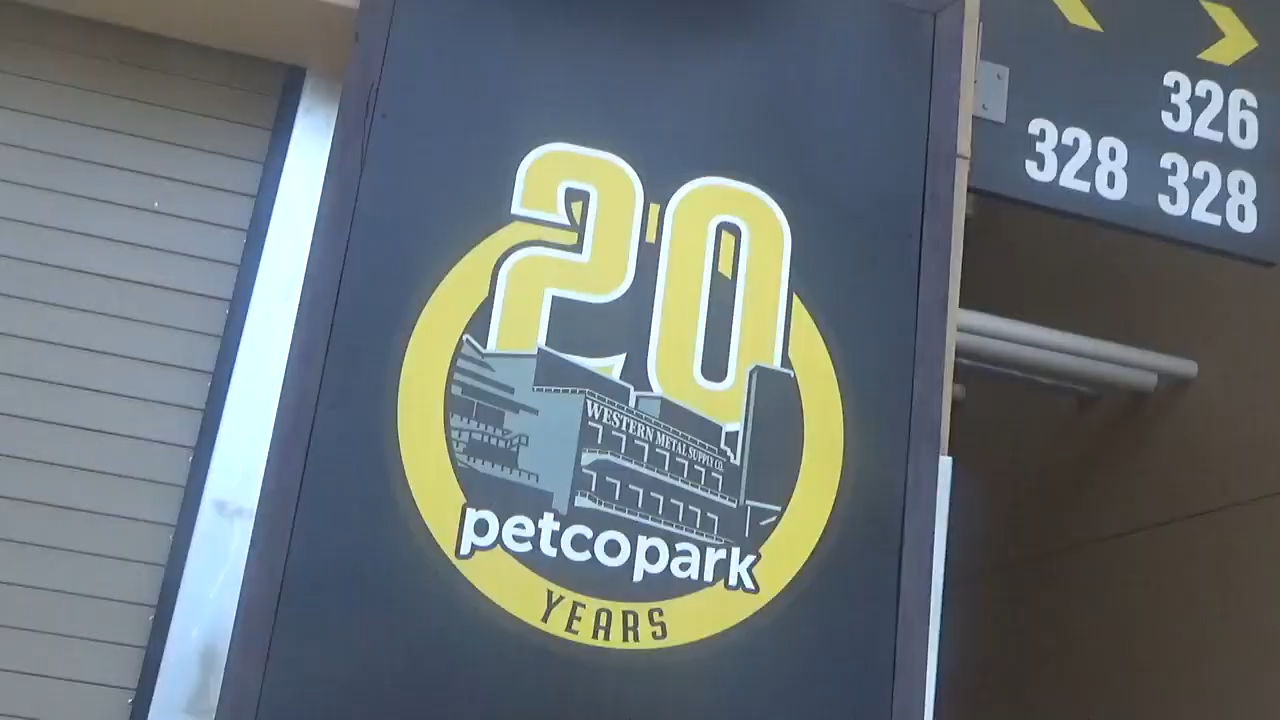 20
WESTERN METAL SUPPLY CO.
petcopark
YEARS
326
328 328